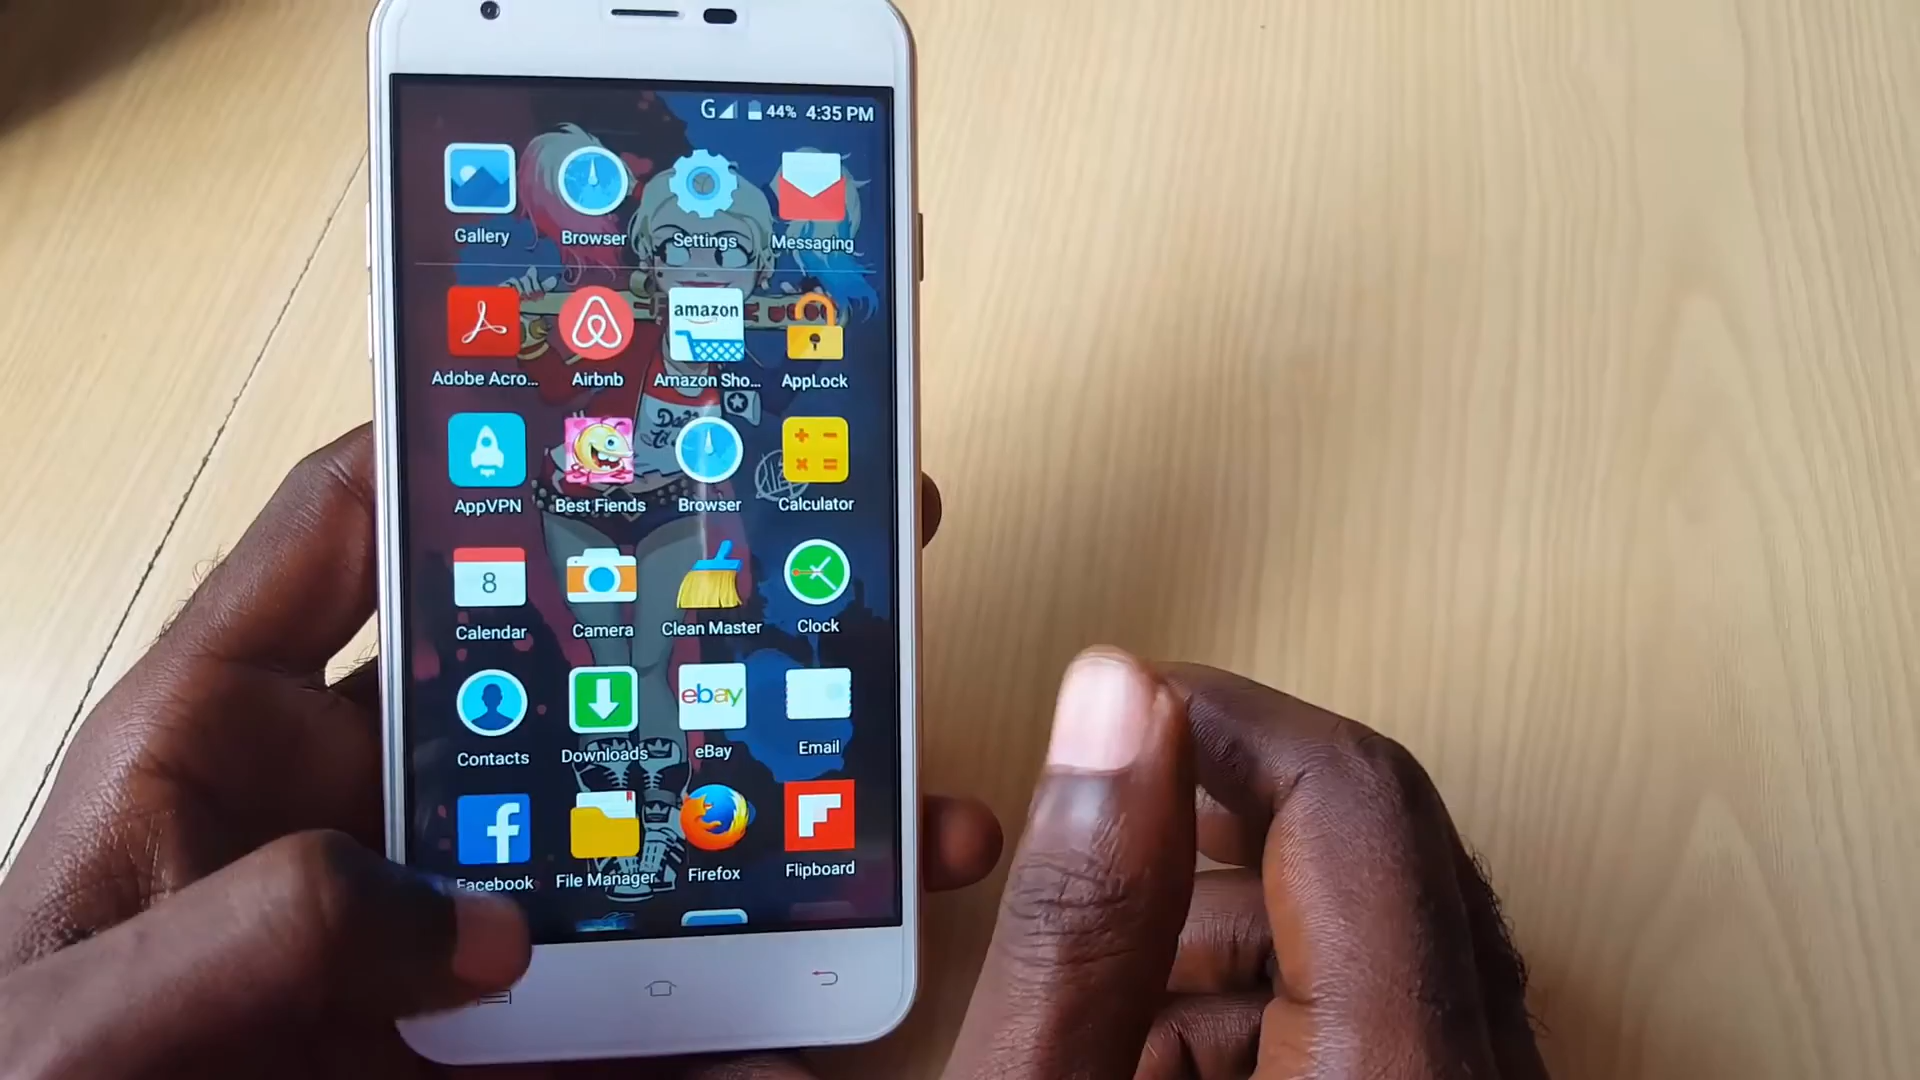 G 44% 4:35 PM
Gallery Browser Settings Messaging
amazon
Adobe Acro... Airbnb Amazon Sho... AppLock
AppVPN Best Fiends Browser Calculator
8
Calendar Camera Clean Master Clock
ebay
Contacts Downloads eBay Email
Facebook File Manager Firefox Flipboard